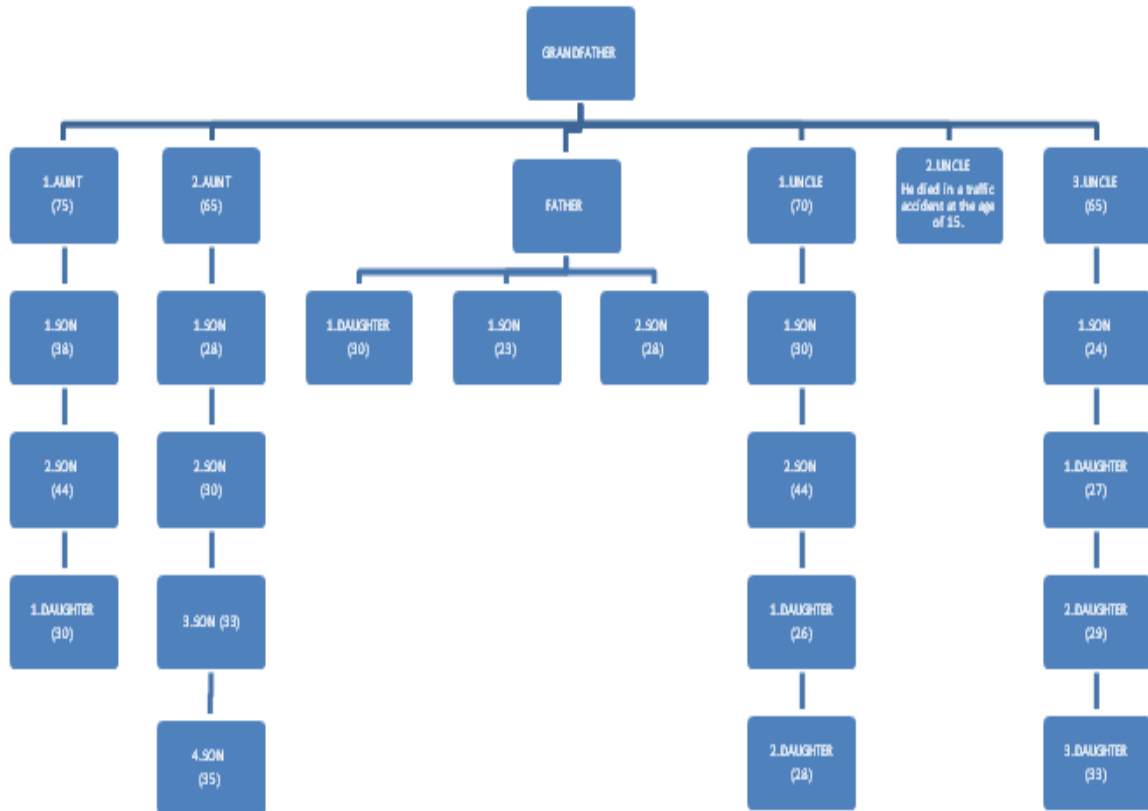 GRANDFATHER
1.AUNT
(75)
2.AUNT
(65)
FATHER
1.UNCLE
(70)
2.UNCLE
He died in a traffic
accident at the age
of 15.
3.UNCLE
(65)
1.SON
(38)
1.SON
(28)
1.DAUGHTER
(30)
1.SON
(23)
2.SON
(28)
1.SON
(30)
1.SON
(24)
2.SON
(44)
2.SON
(30)
2.SON
(44)
1.DAUGHTER
(27)
1.DAUGHTER
(30)
3.SON (33)
1.DAUGHTER
(26)
2.DAUGHTER
(29)
4.SON
(35)
2.DAUGHTER
(28)
3.DAUGHTER
(33)